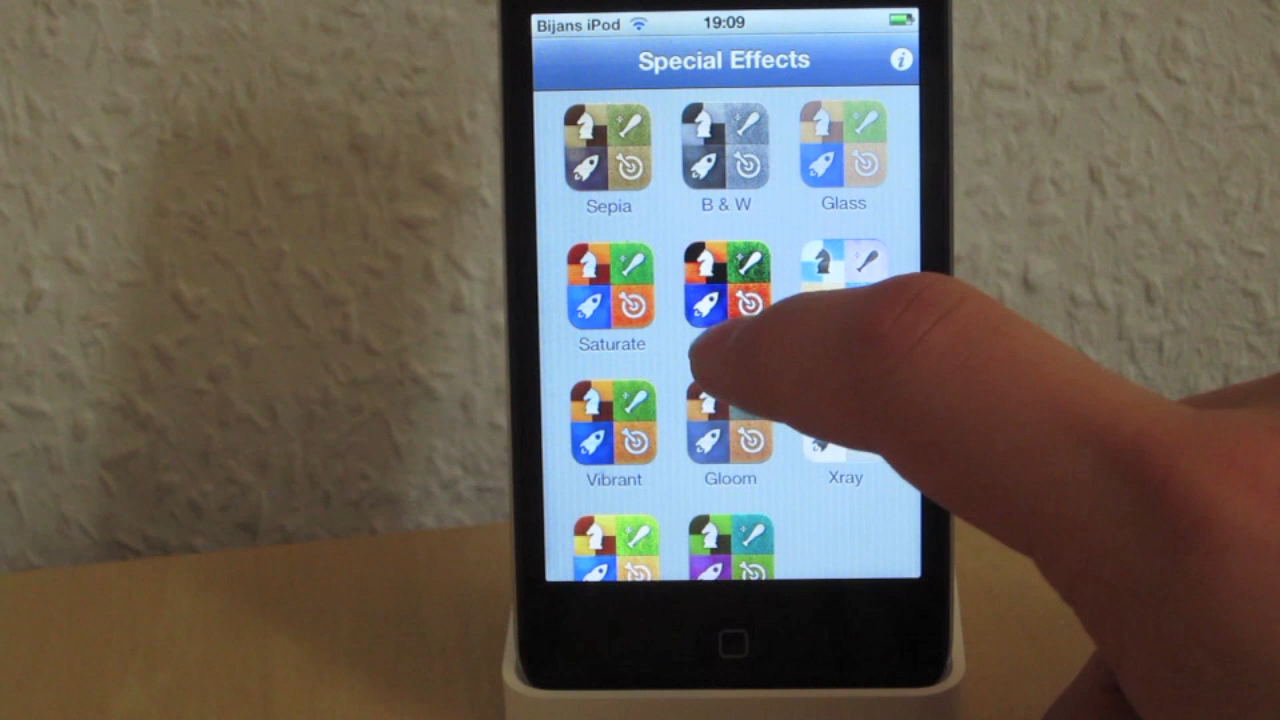 Bijans iPod 19:09
Special Effects
Sepia B & W Glass
Saturate
Vibrant Gloom Xray